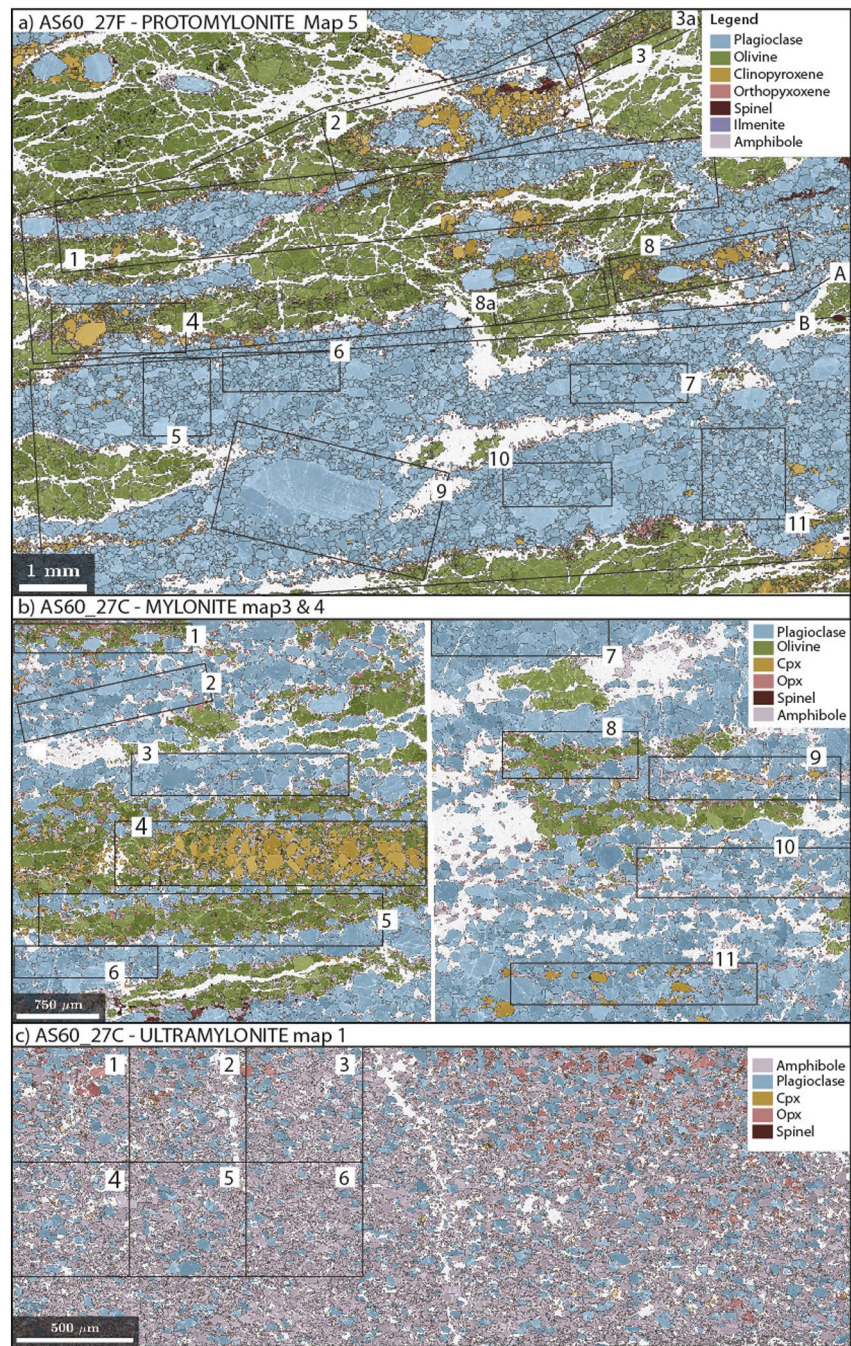 a) AS60_27F - PROTOMYLONITE Map 5
3a
Legend
Plagioclase
Olivine
Clinopyroxene
Orthopyxoxene
Spinel
Ilmenite
Amphibole
3
2
1
8
A
8a
4
B
6
7
5
10
9
11
1 mm
b) AS60_27C - MYLONITE map3 & 4
1
2
3
4
5
6
750 µm
7
Plagioclase
Olivine
Cpx
Opx
Spinel
Amphibole
8
9
10
11
c) AS60_27C - ULTRAMYLONITE map 1
1
2
3
Amphibole
Plagioclase
Cpx
Opx
Spinel
4
5
6
500 µm